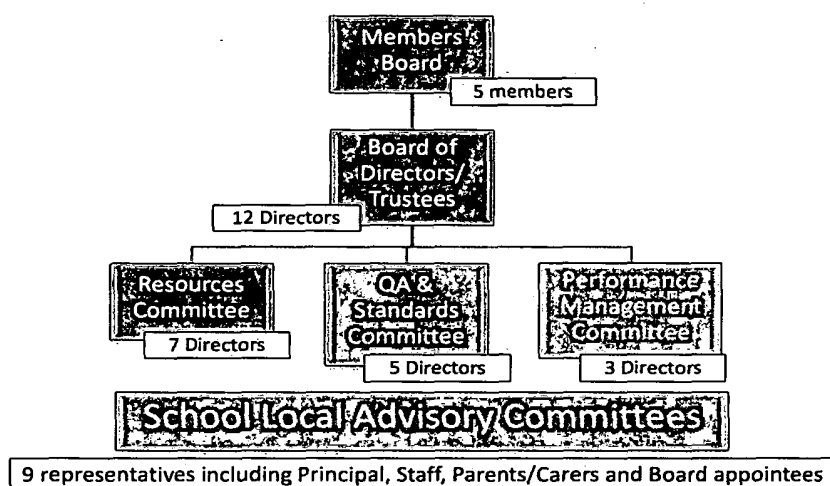 Members
Board
5 members
Board of
Directors/
Trustees
12 Directors
Resources
Committee
7 Directors
QA &
Standards
Committee
5 Directors
Performance
Management
Committee
3 Directors
School Local Advisory Committees
9 representatives including Principal, Staff, Parents/Carers and Board appointees